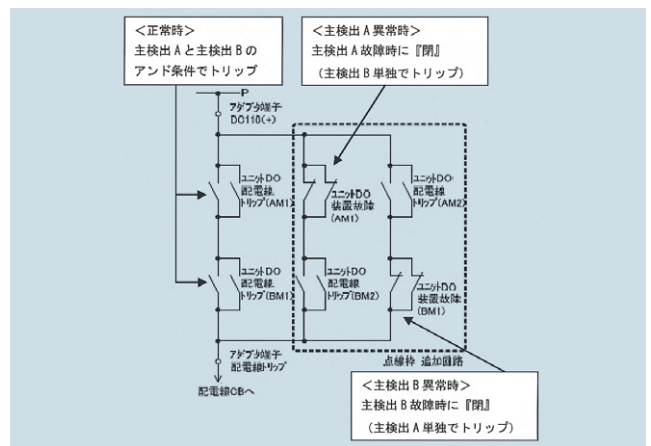 ＜正常時＞
主検出Aと主検出Bの
アンド条件でトリップ
＜主検出A異常時＞
主検出A故障時に『閉』
（主検出B単独でトリップ）
P
アダプタ端子
DO110(+)
ユニットDO
配電線
トリップ(AM1)
ユニットDO
装置故障
(AM1)
ユニットDO
配電線
トリップ(AM2)
ユニットDO
配電線
トリップ(BM1)
ユニットDO
配電線
トリップ(BM2)
ユニットDO
装置故障
(BM1)
アダプタ端子
配電線トリップ
配電線CBへ
点線枠 追加回路
＜主検出B異常時＞
主検出B故障時に『閉』
（主検出A単独でトリップ）